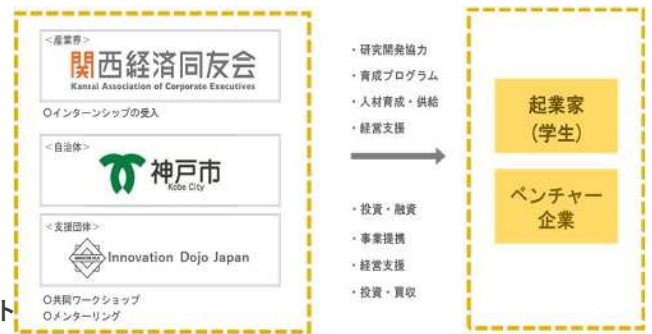 <産業界>
関西経済同友会
Kansai Association of Corporate Executives
○インターンシップの受入
<自治体>
神戸市
Kobe City
<支援団体>
Innovation Dojo Japan
○共同ワークショップ
○メンターリング
ト
・研究開発協力
・育成プログラム
・人材育成・供給
・経営支援
・投資・融資
・事業提携
・経営支援
・投資・買収
起業家
(学生)
ベンチャー
企業